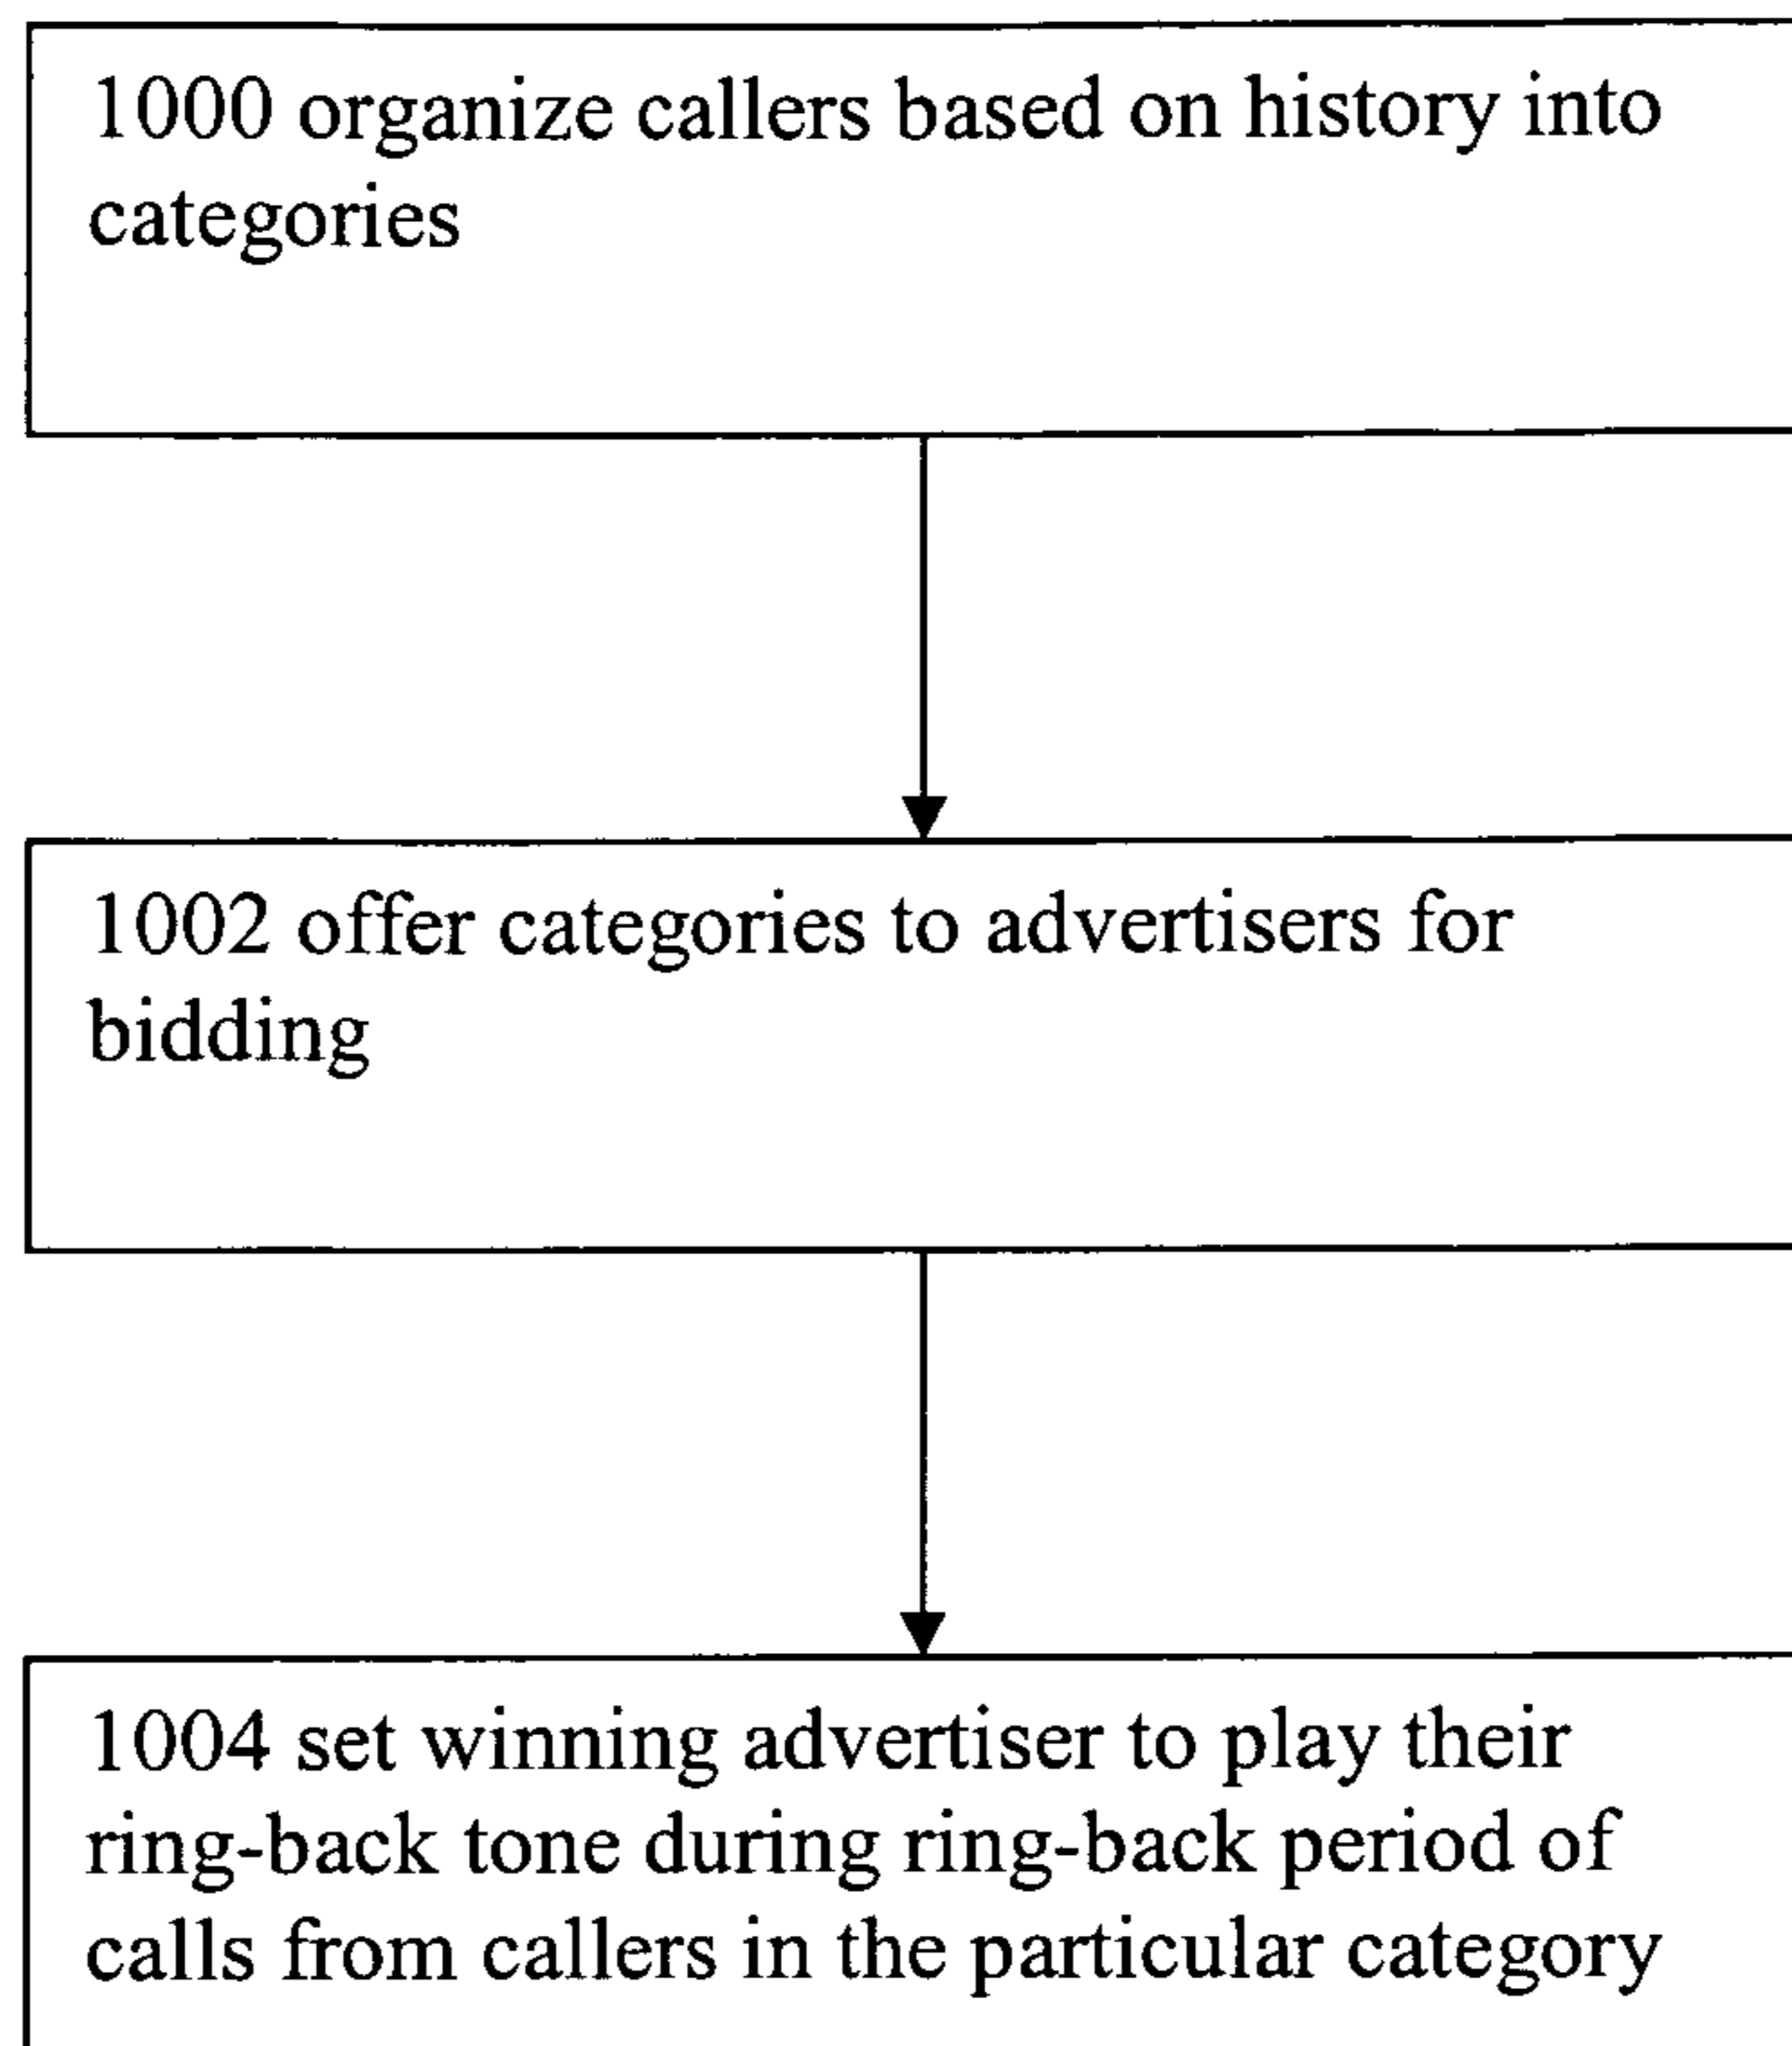 1000 organize callers based on history into
categories
1002 offer categories to advertisers for
bidding
1004 set winning advertiser to play their
ring-back tone during ring-back period of
calls from callers in the particular category